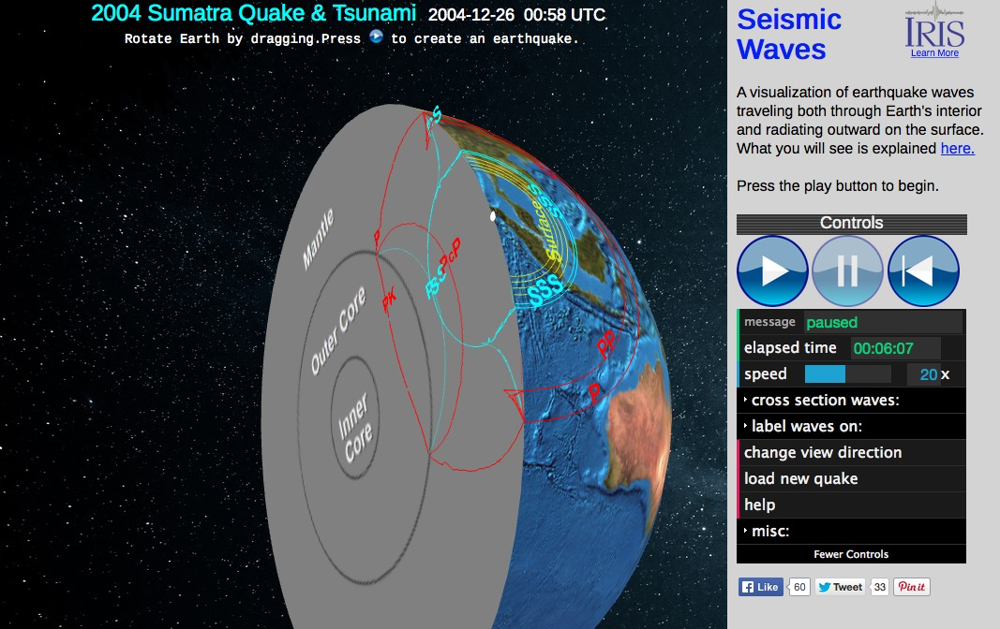 2004 Sumatra Quake & Tsunami 2004-12-26 00:58 UTC
Rotate Earth by dragging.Press to create an earthquake.
Mantle
Outer Core
Inner
Core
P
PK
PcP
S
SSS
SSS
Surface
PP
P
Seismic
Waves
IRIS
Learn More
A visualization of earthquake waves
traveling both through Earth's interior
and radiating outward on the surface.
What you will see is explained here.
Press the play button to begin.
Controls
message paused
elapsed time 00:06:07
speed 20 x
cross section waves:
label waves on:
change view direction
load new quake
help
misc:
Fewer Controls
Like 60 Tweet 33 Pin it